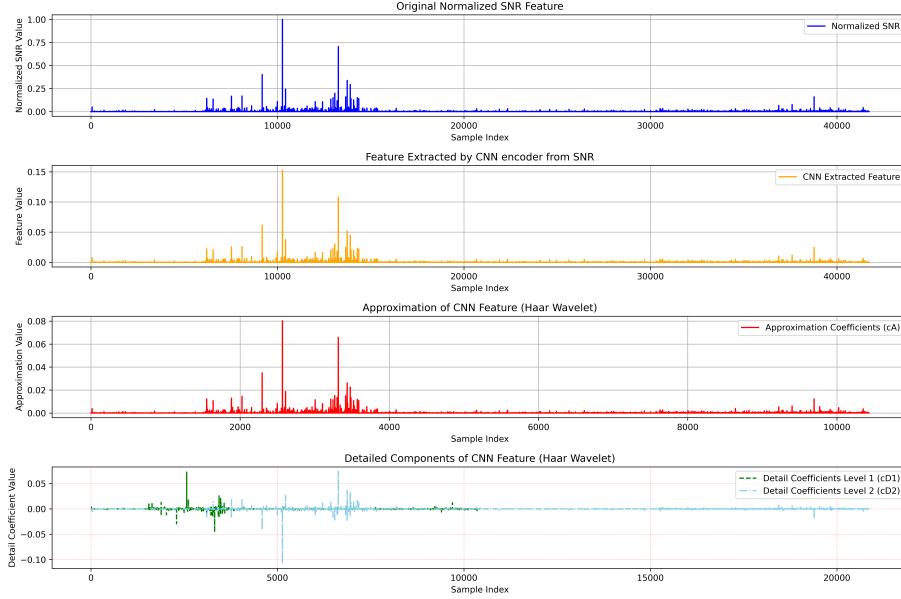 Original Normalized SNR Feature
Normalized SNR Value
1.00
0.75
0.50
0.25
0.00
Normalized SNR
0 10000 20000 30000 40000
Sample Index
Feature Extracted by CNN encoder from SNR
Feature Value
0.15
0.10
0.05
0.00
CNN Extracted Feature
0 10000 20000 30000 40000
Sample Index
Approximation of CNN Feature (Haar Wavelet)
Approximation Value
0.08
0.06
0.04
0.02
0.00
Approximation Coefficients (cA)
0 2000 4000 6000 8000 10000
Sample Index
Detailed Components of CNN Feature (Haar Wavelet)
Detail Coefficient Value
0.05
0.00
−0.05
−0.10
Detail Coefficients Level 1 (cD1)
Detail Coefficients Level 2 (cD2)
0 5000 10000 15000 20000
Sample Index